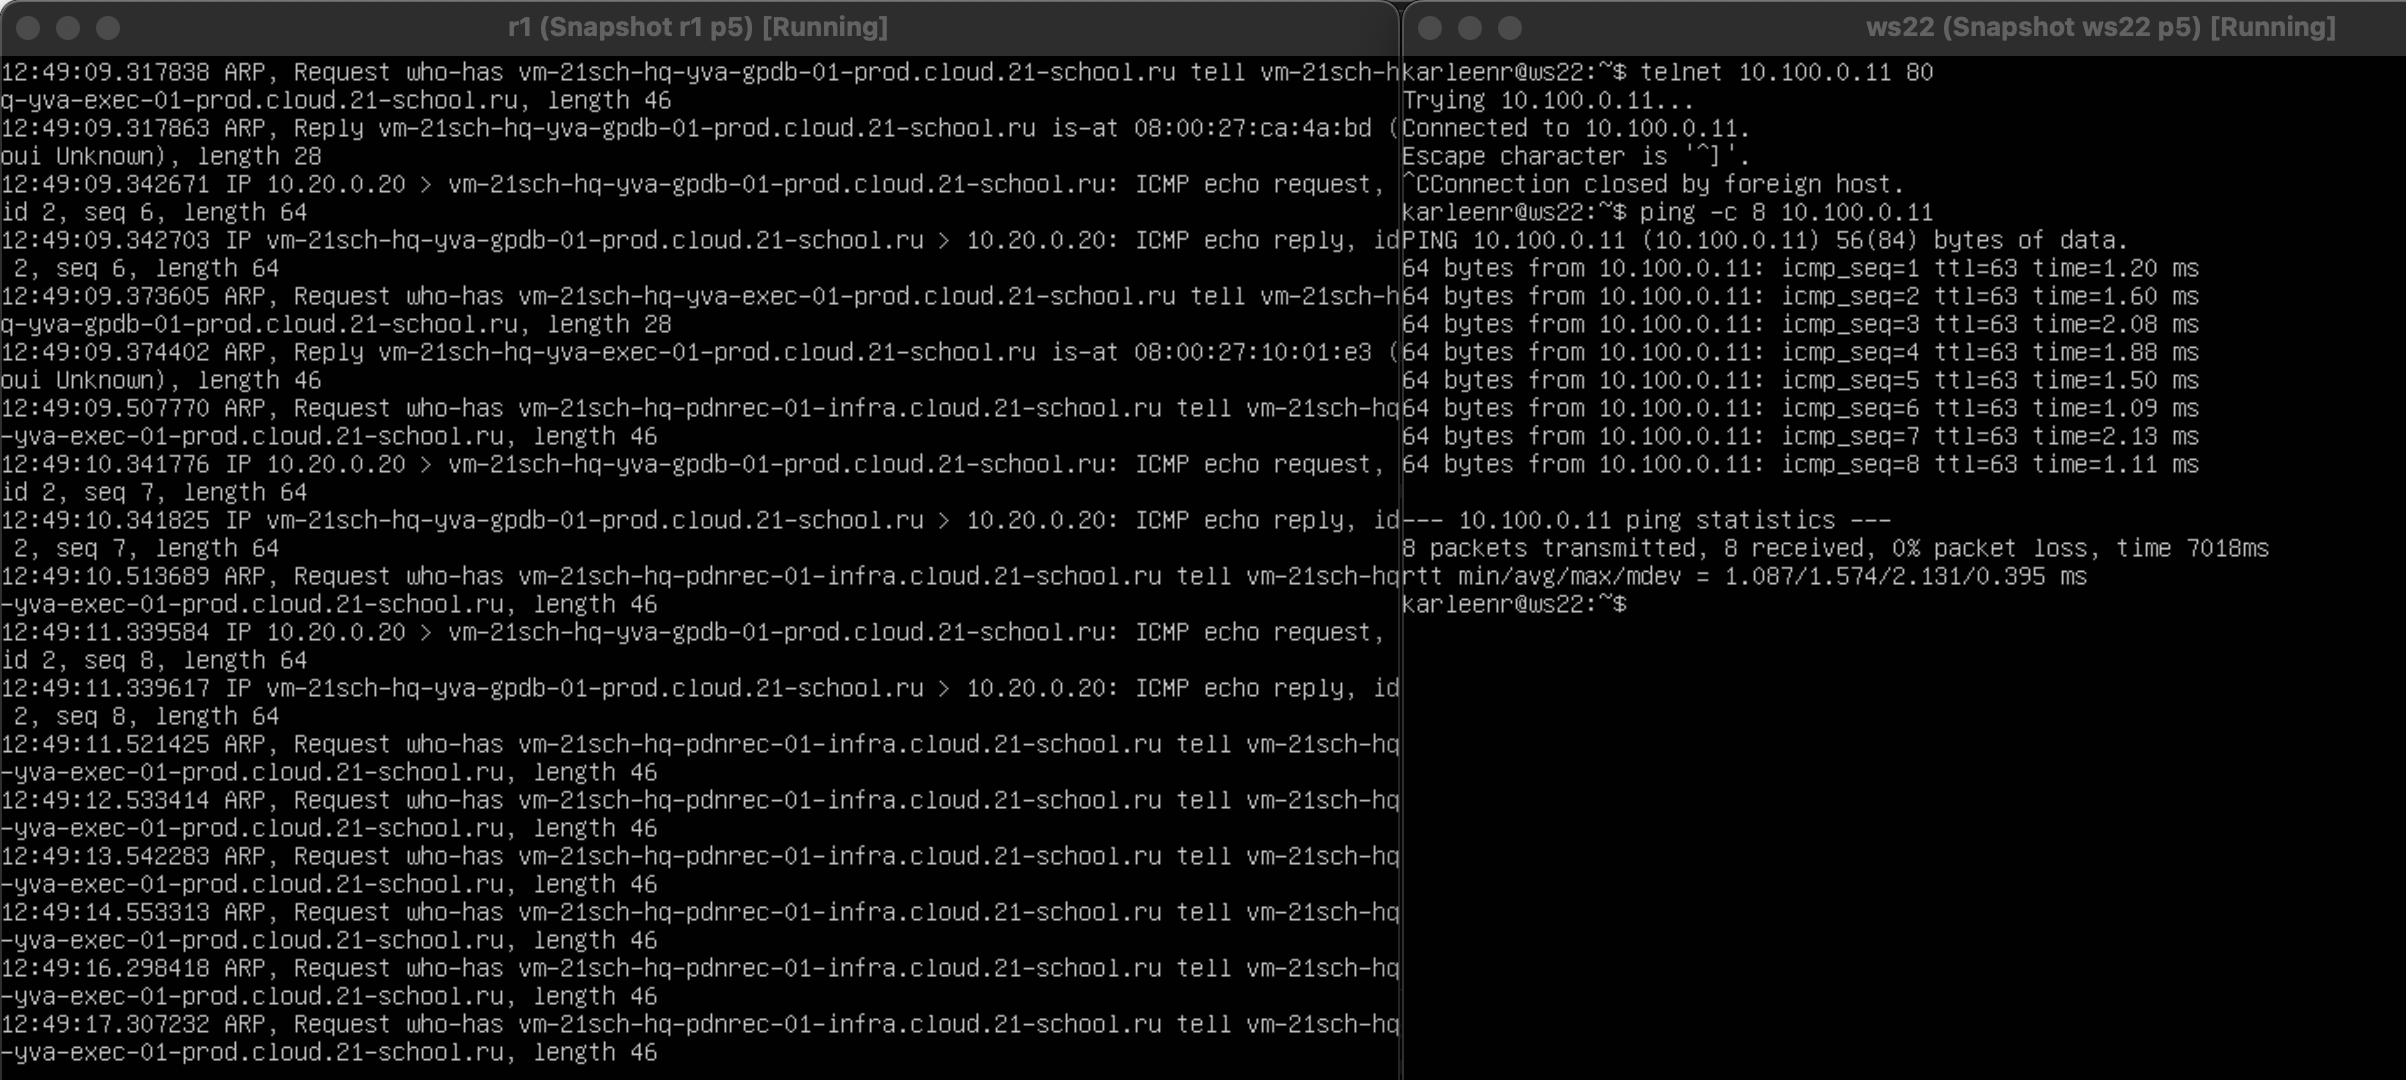 r1 (Snapshot r1 p5) [Running]
12:49:09.317838 ARP, Request who-has vm-21sch-hq-yva-gpdb-01-prod.cloud.21-school.ru tell vm-21sch-h
q-yva-exec-01-prod.cloud.21-school.ru, length 46
12:49:09.317863 ARP, Reply vm-21sch-hq-yva-gpdb-01-prod.cloud.21-school.ru is-at 08:00:27:ca:4a:bd (
oui Unknown), length 28
12:49:09.342671 IP 10.20.0.20 > vm-21sch-hq-yva-gpdb-01-prod.cloud.21-school.ru: ICMP echo request,
id 2, seq 6, length 64
12:49:09.342703 IP vm-21sch-hq-yva-gpdb-01-prod.cloud.21-school.ru > 10.20.0.20: ICMP echo reply, id
 2, seq 6, length 64
12:49:09.373605 ARP, Request who-has vm-21sch-hq-yva-exec-01-prod.cloud.21-school.ru tell vm-21sch-h
q-yva-gpdb-01-prod.cloud.21-school.ru, length 28
12:49:09.374402 ARP, Reply vm-21sch-hq-yva-exec-01-prod.cloud.21-school.ru is-at 08:00:27:10:01:e3 (
oui Unknown), length 46
12:49:09.507770 ARP, Request who-has vm-21sch-hq-pdnrec-01-infra.cloud.21-school.ru tell vm-21sch-hq
-yva-exec-01-prod.cloud.21-school.ru, length 46
12:49:10.341776 IP 10.20.0.20 > vm-21sch-hq-yva-gpdb-01-prod.cloud.21-school.ru: ICMP echo request,
id 2, seq 7, length 64
12:49:10.341825 IP vm-21sch-hq-yva-gpdb-01-prod.cloud.21-school.ru > 10.20.0.20: ICMP echo reply, id
 2, seq 7, length 64
12:49:10.513689 ARP, Request who-has vm-21sch-hq-pdnrec-01-infra.cloud.21-school.ru tell vm-21sch-hq
-yva-exec-01-prod.cloud.21-school.ru, length 46
12:49:11.339584 IP 10.20.0.20 > vm-21sch-hq-yva-gpdb-01-prod.cloud.21-school.ru: ICMP echo request,
id 2, seq 8, length 64
12:49:11.339617 IP vm-21sch-hq-yva-gpdb-01-prod.cloud.21-school.ru > 10.20.0.20: ICMP echo reply, id
 2, seq 8, length 64
12:49:11.521425 ARP, Request who-has vm-21sch-hq-pdnrec-01-infra.cloud.21-school.ru tell vm-21sch-hq
-yva-exec-01-prod.cloud.21-school.ru, length 46
12:49:12.533414 ARP, Request who-has vm-21sch-hq-pdnrec-01-infra.cloud.21-school.ru tell vm-21sch-hq
-yva-exec-01-prod.cloud.21-school.ru, length 46
12:49:13.542283 ARP, Request who-has vm-21sch-hq-pdnrec-01-infra.cloud.21-school.ru tell vm-21sch-hq
-yva-exec-01-prod.cloud.21-school.ru, length 46
12:49:14.553313 ARP, Request who-has vm-21sch-hq-pdnrec-01-infra.cloud.21-school.ru tell vm-21sch-hq
-yva-exec-01-prod.cloud.21-school.ru, length 46
12:49:16.298418 ARP, Request who-has vm-21sch-hq-pdnrec-01-infra.cloud.21-school.ru tell vm-21sch-hq
-yva-exec-01-prod.cloud.21-school.ru, length 46
12:49:17.307232 ARP, Request who-has vm-21sch-hq-pdnrec-01-infra.cloud.21-school.ru tell vm-21sch-hq
-yva-exec-01-prod.cloud.21-school.ru, length 46
ws22 (Snapshot ws22 p5) [Running]
karleenr@ws22:~$ telnet 10.100.0.11 80
Trying 10.100.0.11...
Connected to 10.100.0.11.
Escape character is '^]'.
^CConnection closed by foreign host.
karleenr@ws22:~$ ping -c 8 10.100.0.11
PING 10.100.0.11 (10.100.0.11) 56(84) bytes of data.
64 bytes from 10.100.0.11: icmp_seq=1 ttl=63 time=1.20 ms
64 bytes from 10.100.0.11: icmp_seq=2 ttl=63 time=1.60 ms
64 bytes from 10.100.0.11: icmp_seq=3 ttl=63 time=2.08 ms
64 bytes from 10.100.0.11: icmp_seq=4 ttl=63 time=1.88 ms
64 bytes from 10.100.0.11: icmp_seq=5 ttl=63 time=1.50 ms
64 bytes from 10.100.0.11: icmp_seq=6 ttl=63 time=1.09 ms
64 bytes from 10.100.0.11: icmp_seq=7 ttl=63 time=2.13 ms
64 bytes from 10.100.0.11: icmp_seq=8 ttl=63 time=1.11 ms
--- 10.100.0.11 ping statistics ---
8 packets transmitted, 8 received, 0% packet loss, time 7018ms
rtt min/avg/max/mdev = 1.087/1.574/2.131/0.395 ms
karleenr@ws22:~$